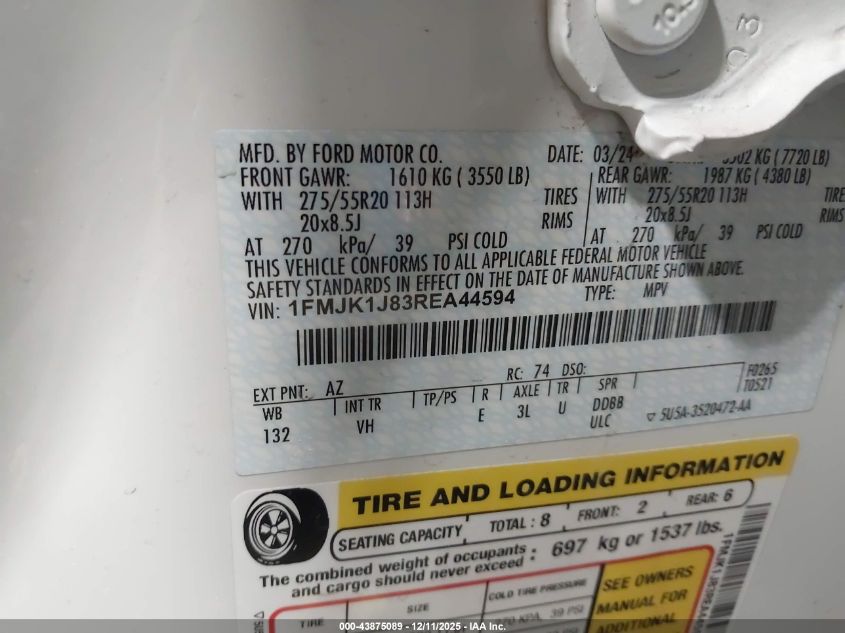 10.9
MFD. BY FORD MOTOR CO. DATE: 03/24
KG ( 7720 LB)
FRONT GAWR: 1610 KG ( 3550 LB) REAR GAWR: 1987 KG ( 4380 LB)
WITH 275/55R20 113H TIRES WITH 275/55R20 113H TIRE
20x8.5J RIMS 20x8.5J RIMS
AT 270 kPa/ 39 PSI COLD AT 270 kPa/ 39 PSI COLD
THIS VEHICLE CONFORMS TO ALL APPLICABLE FEDERAL MOTOR VEHICLE
SAFETY STANDARDS IN EFFECT ON THE DATE OF MANUFACTURE SHOWN ABOVE.
VIN: 1FMJK1J83REA44594 TYPE: MPV
EXT PNT: AZ RC: 74 DSO: F0265
T0521
WB INT TR TP/PS R AXLE TR SPR
132 VH E 3L U DDBB
ULC ▽ 5U5A-3520472-AA
TIRE AND LOADING INFORMATION
SEATING CAPACITY TOTAL : 8 FRONT: 2 REAR: 6
The combined weight of occupants
and cargo should never exceed : 697 kg or 1537 lbs.
TIRE SIZE COLD TIRE PRESSURE
KPA, 39 PSI
SEE OWNERS
MANUAL FOR
ADDITIONAL
000-43875089 - 12/11/2025 - IAA Inc.